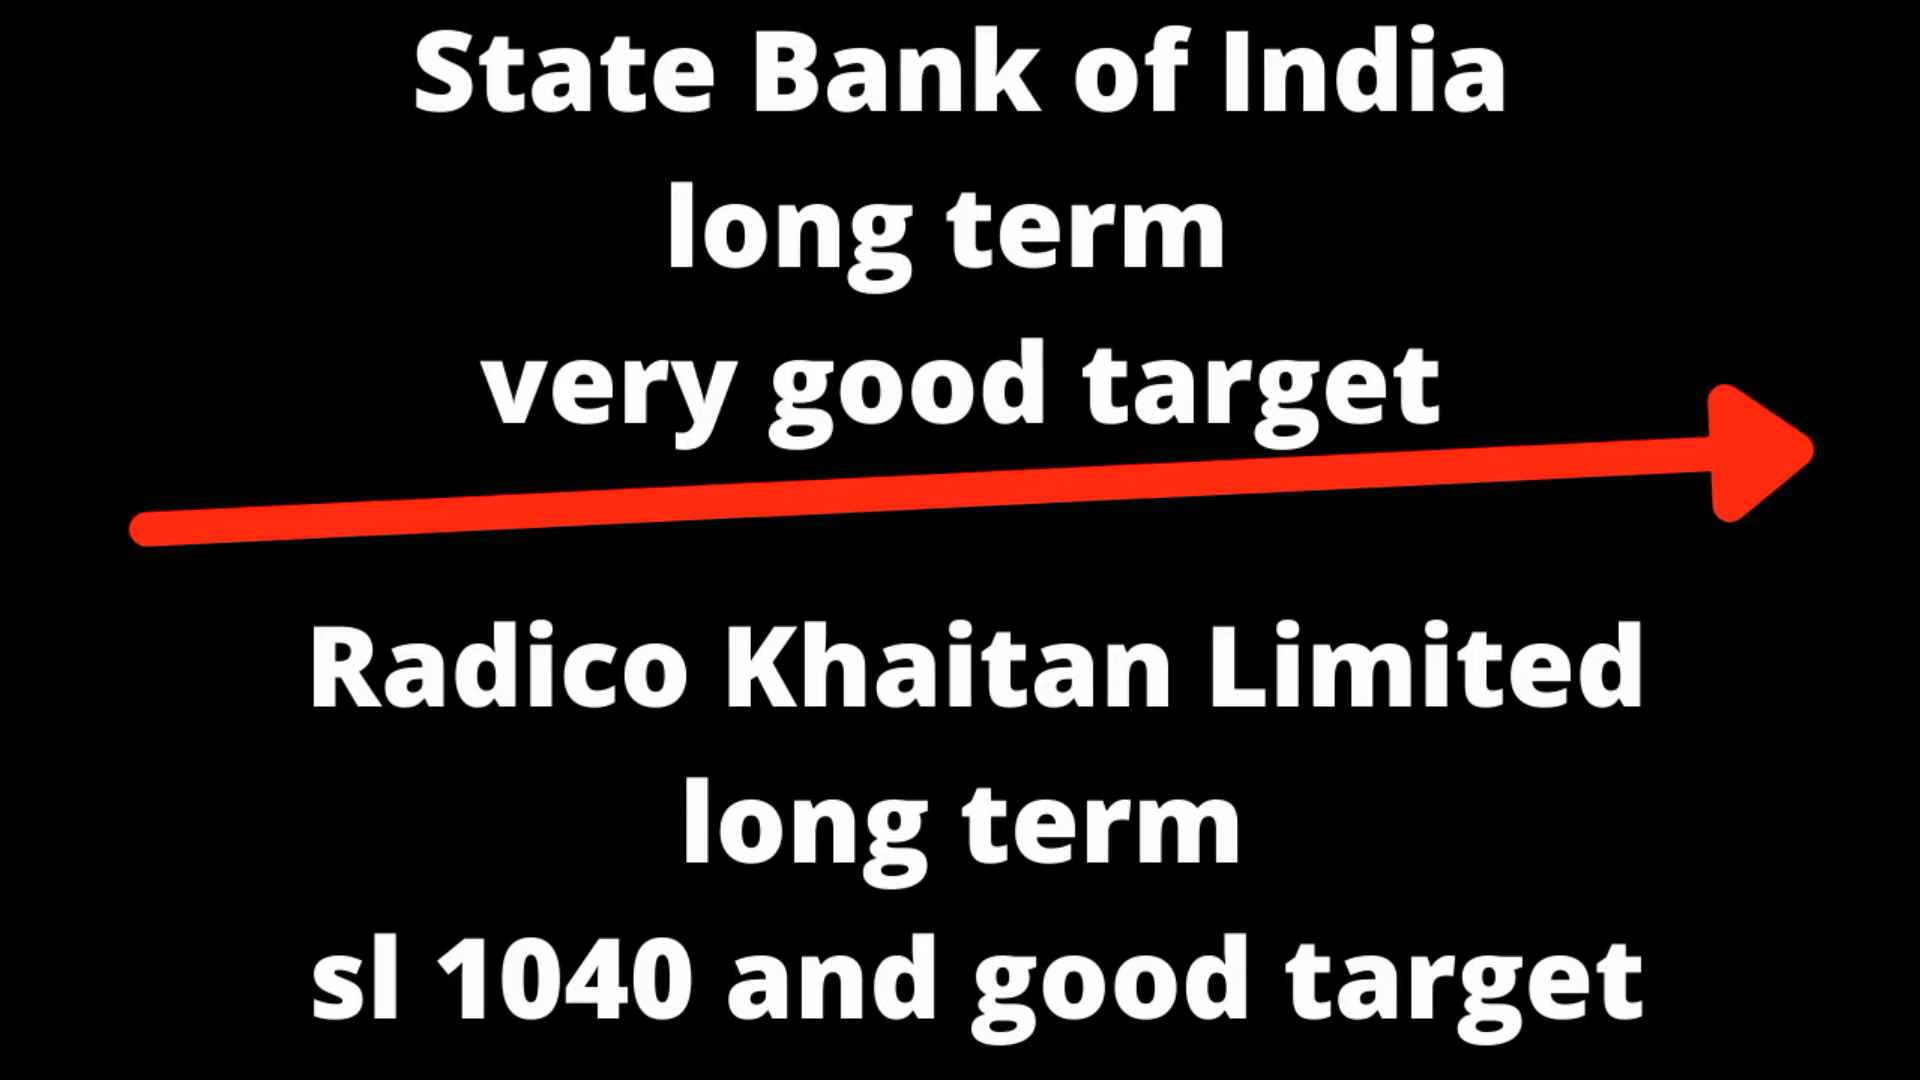 State Bank of India
long term
very good target
Radico Khaitan Limited
long term
sl 1040 and good target